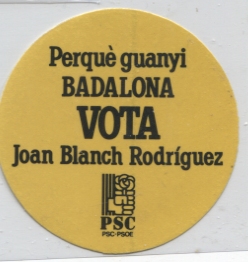 Perquè guanyi
BADALONA
VOTA
Joan Blanch Rodríguez
PSC
PSC-PSOE